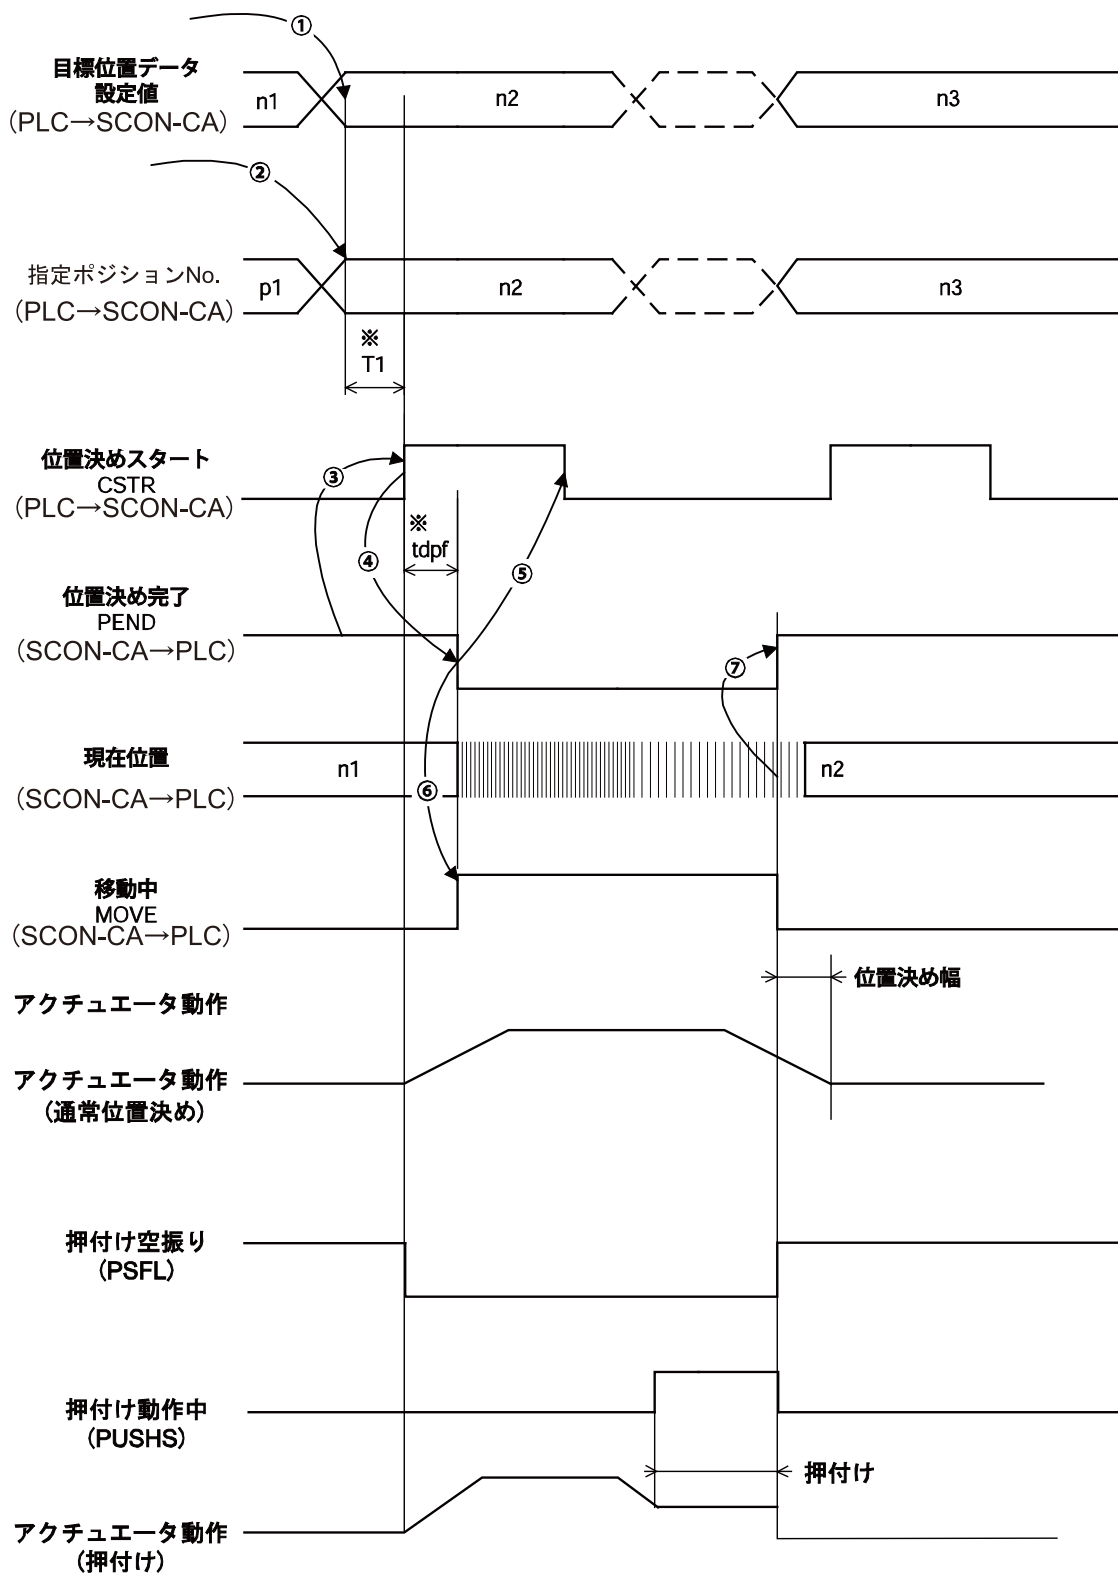 ①
目標位置データ
設定値
(PLC→SCON-CA)
n1
n2
n3
②
指定ポジションNo.
(PLC→SCON-CA)
p1
n2
n3
※
T1
位置決めスタート
CSTR
(PLC→SCON-CA)
③
※
tdpf
④
⑤
位置決め完了
PEND
(SCON-CA→PLC)
⑦
現在位置
(SCON-CA→PLC)
n1
n2
⑥
移動中
MOVE
(SCON-CA→PLC)
位置決め幅
アクチュエータ動作
アクチュエータ動作
(通常位置決め)
押付け空振り
(PSFL)
押付け動作中
(PUSHS)
押付け
アクチュエータ動作
(押付け)